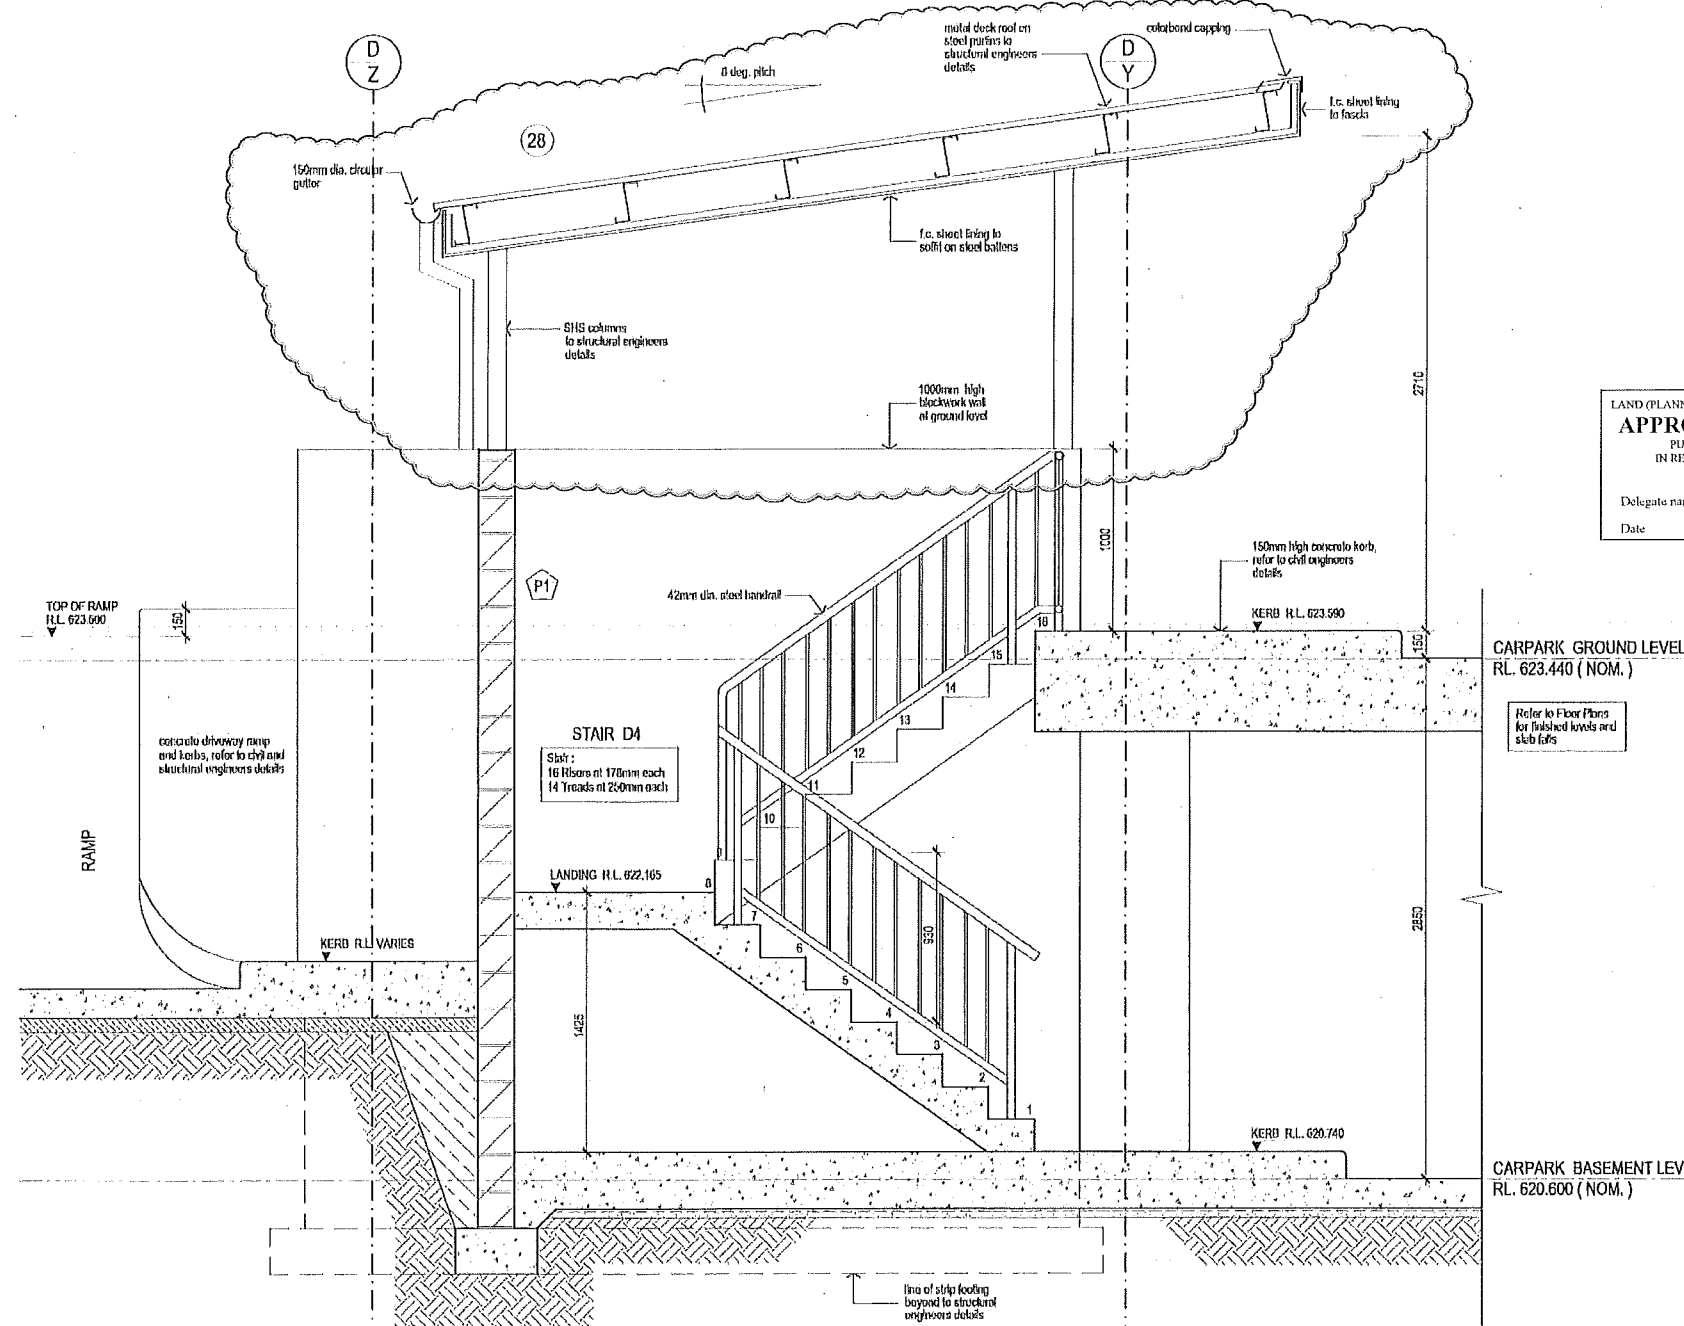 D
Z
8 deg. pitch
metal deck roof on
steel purlins to
structural engineers
details
colorbond capping
D
Y
f.c. sheet lining
to fascia
28
150mm dia. circular
gutter
f.c. sheet lining to
soffit on steel battens
SHS columns
to structural engineers
details
1000mm high
blockwork wall
at ground level
2710
LAND (PLANN
APPRO
PU
IN RE
Delegate nam
Date
1000
150mm high concrete kerb,
refer to civil engineers
details
P1
42mm dia. steel handrail
TOP OF RAMP
R.L. 623.600
150
KERB R.L. 623.590
16
15
14
13
12
11
10
9
8
7
6
5
4
3
2
1
150
CARPARK GROUND LEVEL
RL. 623.440 ( NOM. )
Refer to Floor Plans
for finished levels and
slab falls
concrete driveway ramp
and kerbs, refer to civil and
structural engineers details
STAIR D4
Stair :
16 Risers at 178mm each
14 Treads at 250mm each
RAMP
LANDING R.L. 622.165
930
2850
KERB R.L. VARIES
1425
KERB R.L. 620.740
CARPARK BASEMENT LEV
RL. 620.600 ( NOM. )
line of strip footing
beyond to structural
engineers details